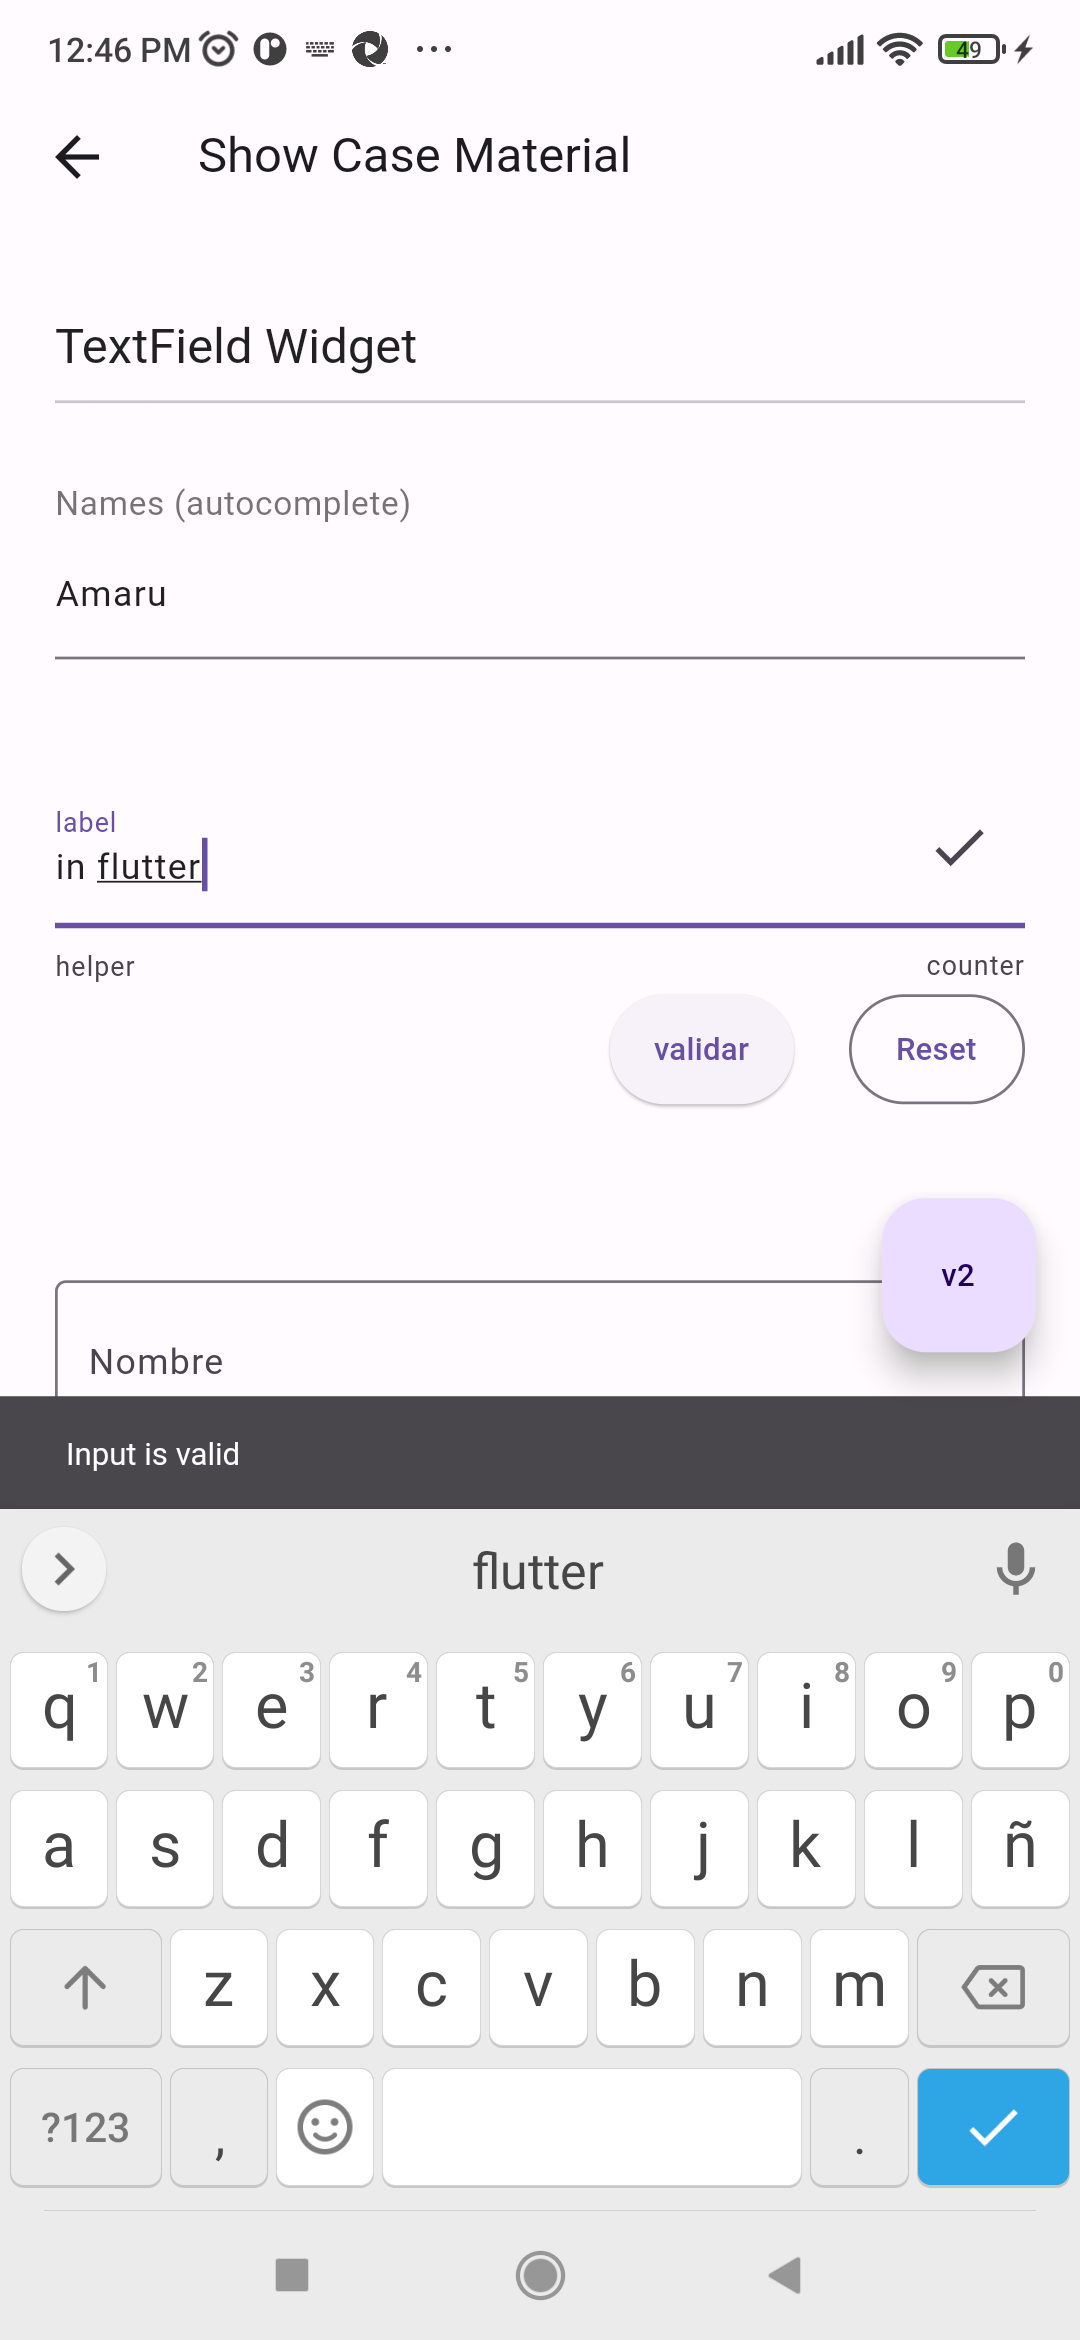 12:46 PM 49
Show Case Material
TextField Widget
Names (autocomplete)
Amaru
label
in flutter
helper counter
validar Reset
v2
Nombre
Input is valid
flutter
q 1 w 2 e 3 r 4 t 5 y 6 u 7 i 8 o 9 p 0
a s d f g h j k l ñ
z x c v b n m
?123 , .